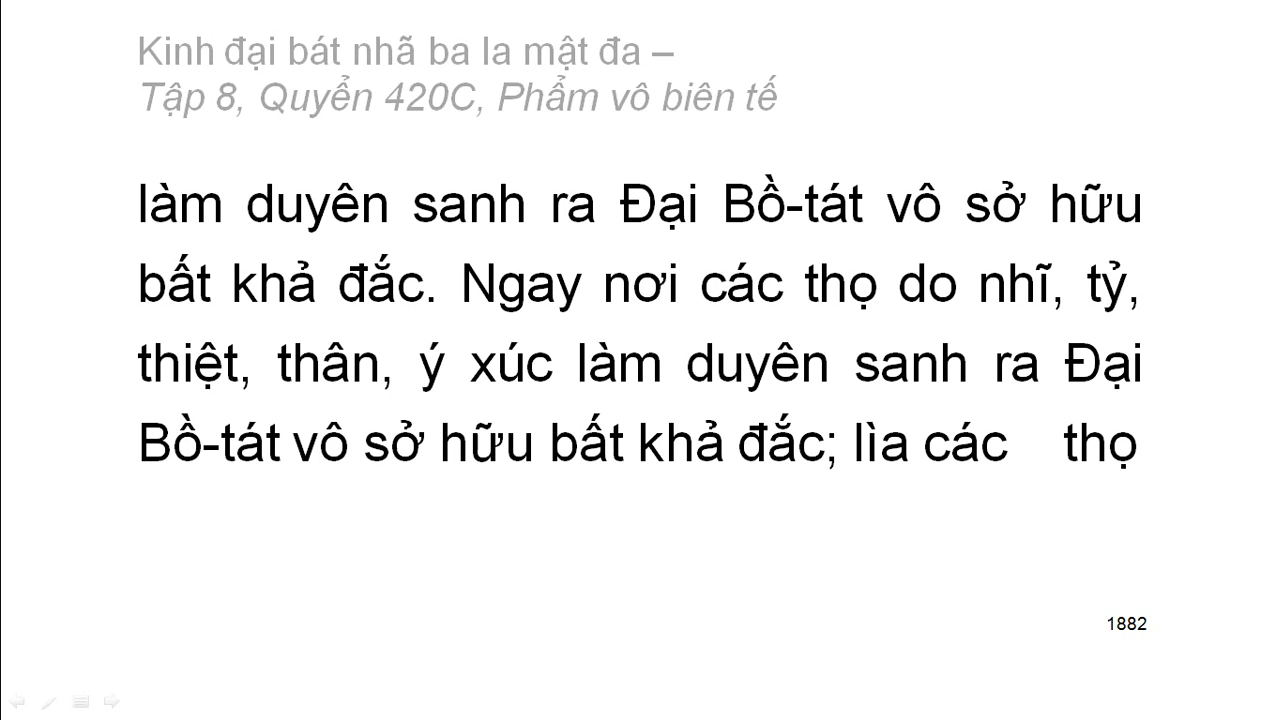 Kinh đại bát nhã ba la mật đa –
Tập 8, Quyển 420C, Phẩm vô biên tế
làm duyên sanh ra Đại Bồ-tát vô sở hữu
bất khả đắc. Ngay nơi các thọ do nhĩ, tỷ,
thiệt, thân, ý xúc làm duyên sanh ra Đại
Bồ-tát vô sở hữu bất khả đắc; lìa các thọ
1882